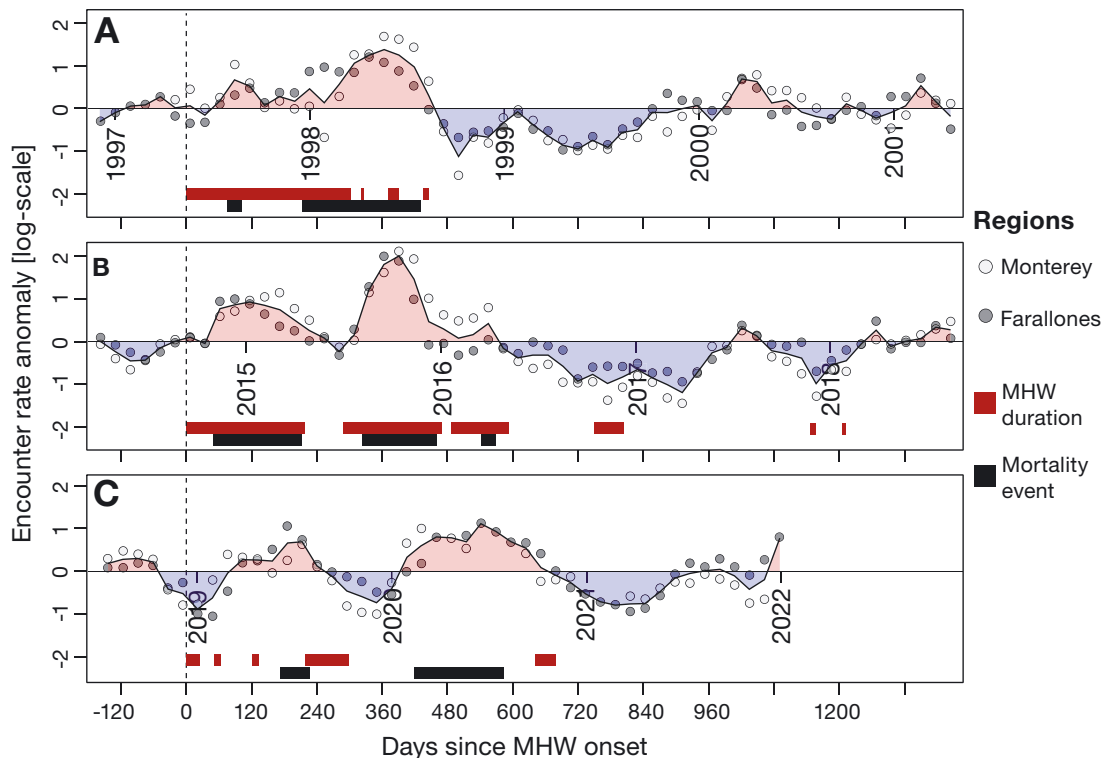 A
2
1
0
-1
-2
1997
1998
1999
2000
2001
B
2
1
0
-1
-2
2015
2016
2017
2018
C
2
1
0
-1
-2
2019
2020
2021
2022
-120 0 120 240 360 480 600 720 840 960 1200
Days since MHW onset
Encounter rate anomaly [log-scale]
Regions
Monterey
Farallones
MHW
duration
Mortality
event